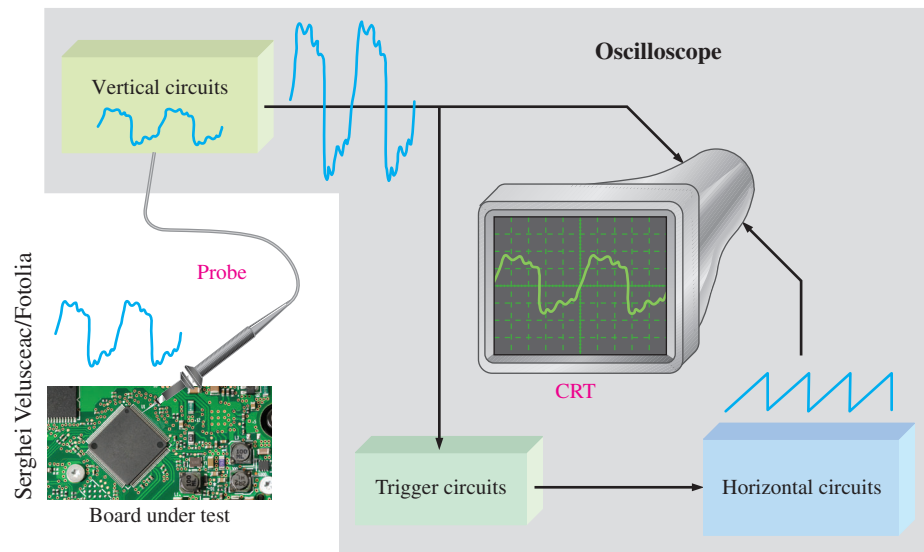 Oscilloscope
Vertical circuits
Probe
CRT
Serghei Velusceac/Fotolia
Board under test
Trigger circuits
Horizontal circuits